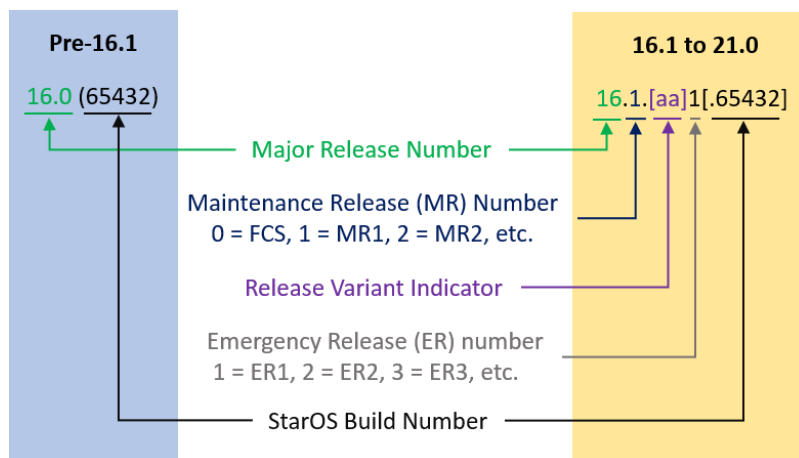 Pre-16.1
16.1 to 21.0
16.0 (65432)
16.1.[aa]1[.65432]
Major Release Number
Maintenance Release (MR) Number
0 = FCS, 1 = MR1, 2 = MR2, etc.
Release Variant Indicator
Emergency Release (ER) number
1 = ER1, 2 = ER2, 3 = ER3, etc.
StarOS Build Number